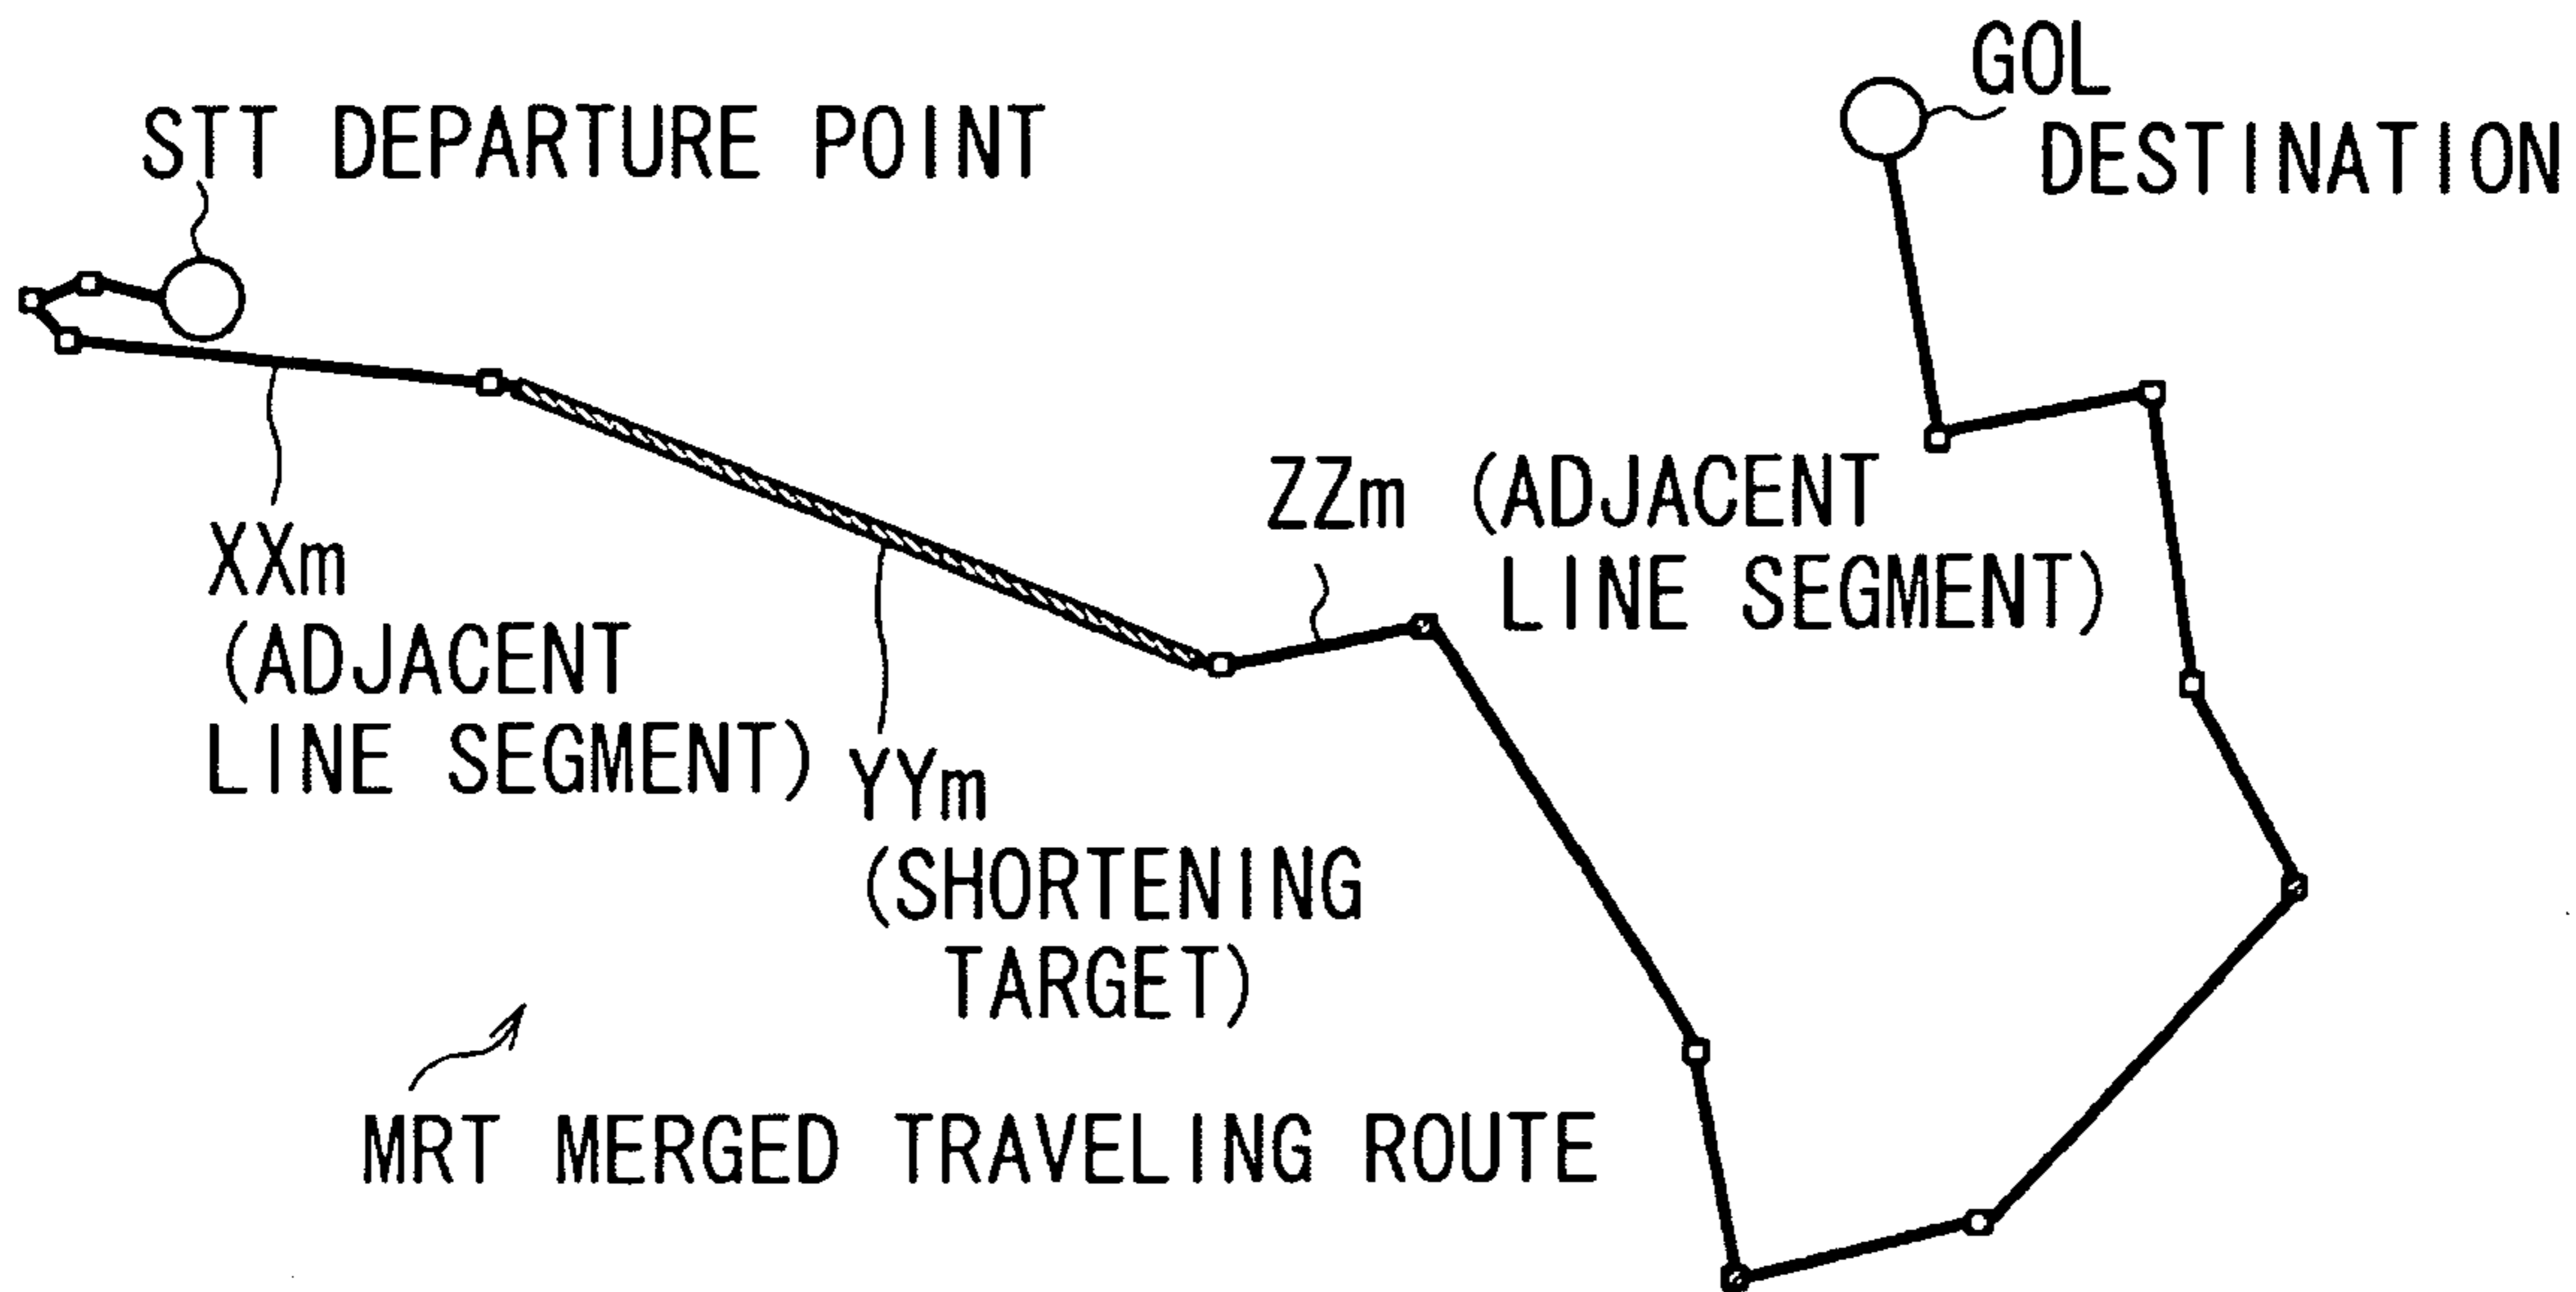 STT DEPARTURE POINT
GOL
DESTINATION
XXm
(ADJACENT
LINE SEGMENT)
YYm
(SHORTENING
TARGET)
ZZm (ADJACENT
LINE SEGMENT)
MRT MERGED TRAVELING ROUTE